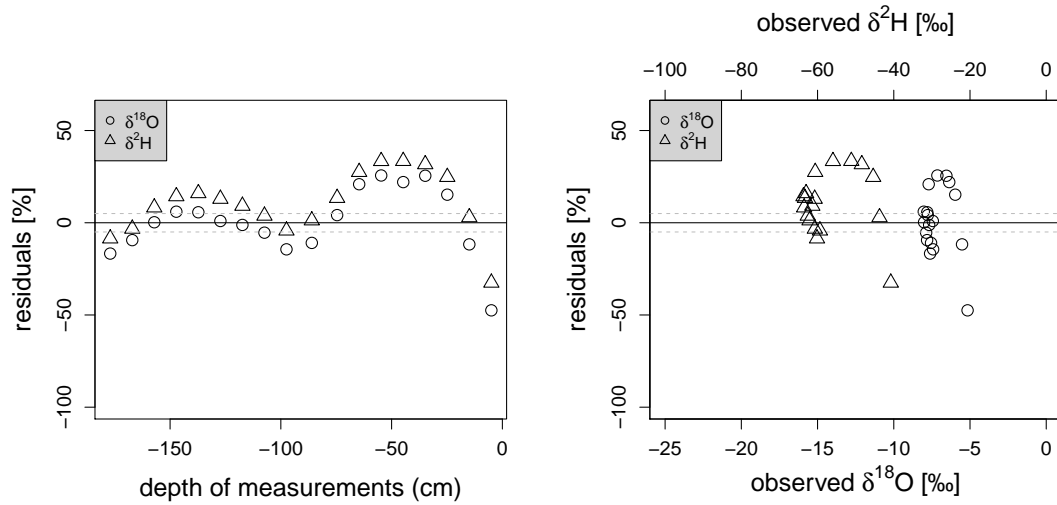 δ18O
δ2H
residuals [%]
50
0
−50
−100
−150
−100
−50
0
depth of measurements (cm)
observed δ2H [‰]
−100
−80
−60
−40
−20
0
δ18O
δ2H
residuals [%]
50
0
−50
−100
−25
−20
−15
−10
−5
0
observed δ18O [‰]